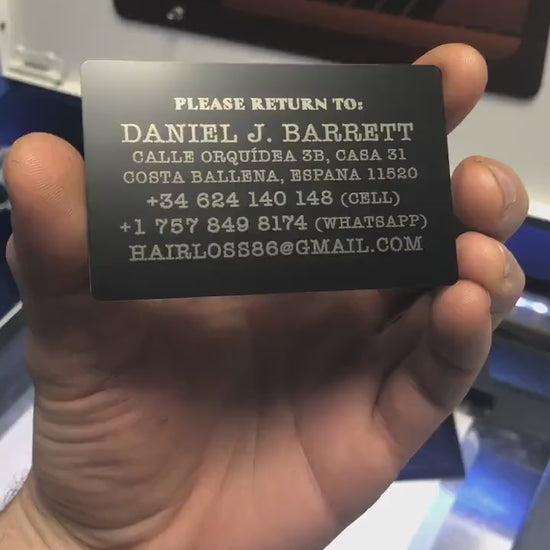 PLEASE RETURN TO:
DANIEL J. BARRETT
CALLE ORQUÍDEA 3B, CASA 31
COSTA BALLENA, ESPANA 11520
+34 624 140 148 (CELL)
+1 757 849 8174 (WHATSAPP)
HAIRLOSS86@GMAIL.COM